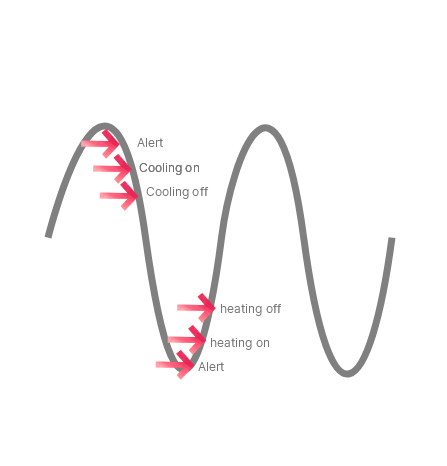 Alert
Cooling on
Cooling off
heating off
heating on
Alert